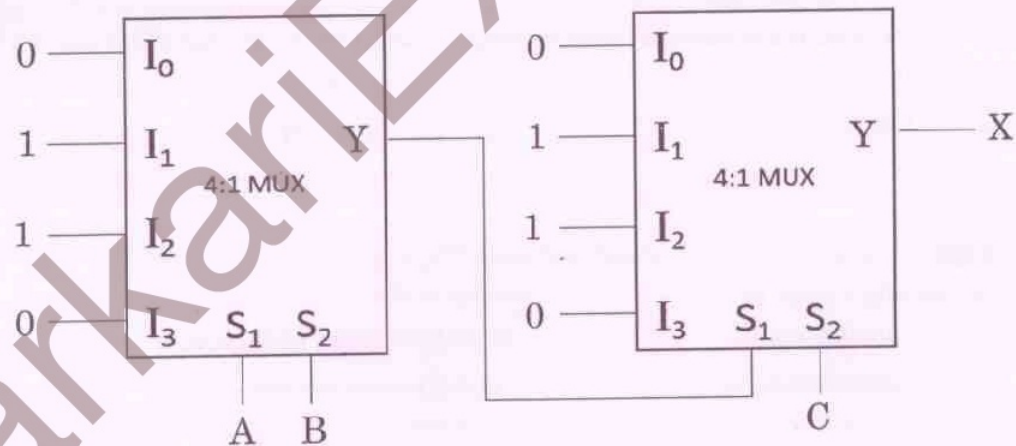 0 I₀ 0 I₀
1 I₁ Y 1 I₁ Y X
4:1 MUX 4:1 MUX
1 I₂ 1 I₂
0 I₃ S₁ S₂ 0 I₃ S₁ S₂
A B C
arkariEx